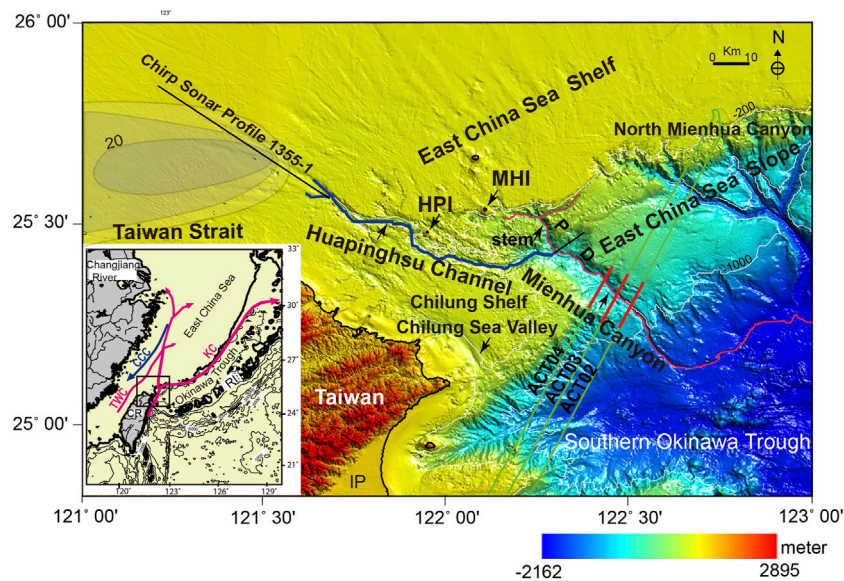 123°
26° 00'
25° 30'
25° 00'
Chirp Sonar Profile 1355-1
20
East China Sea Shelf
Km
0 10
N
-200
North Mienhua Canyon
MHI
HPI
stem
P
D
East China Sea Slope
Taiwan Strait
Huapinghsu Channel
Mienhua Canyon
-1000
Chilung Shelf
Chilung Sea Valley
ACT04
ACT03
ACT02
Taiwan
Southern Okinawa Trough
IP
Changjiang
River
East China Sea
CCC
KC
TWC
Okinawa Trough
CR
33°
30°
27°
24°
21°
120°
123°
126°
129°
121° 00'
121° 30'
122° 00'
122° 30'
123° 00'
meter
-2162
2895